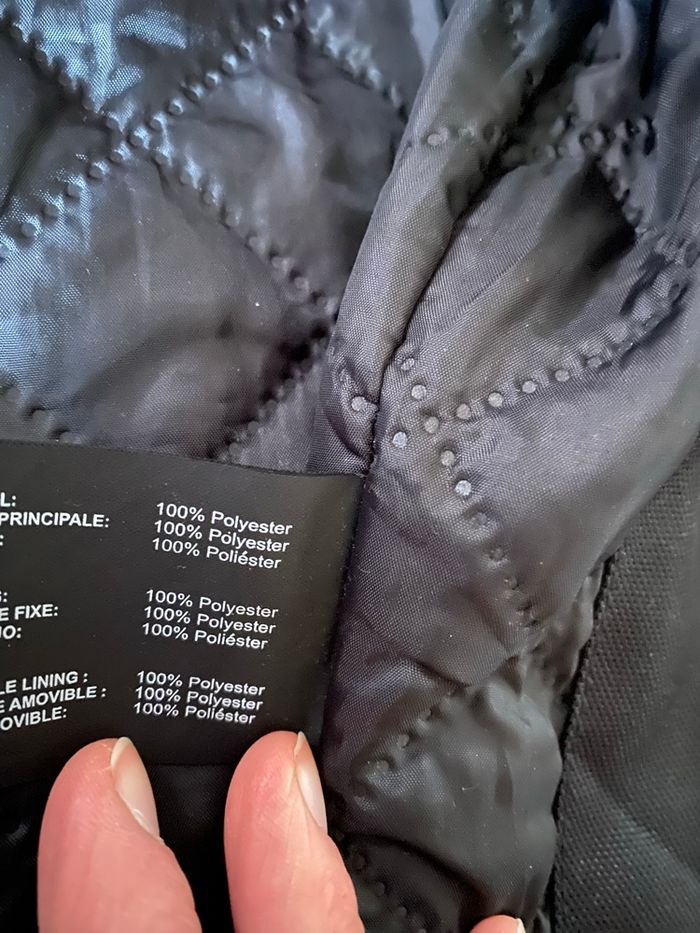 L: 100% Polyester
PRINCIPALE: 100% Polyester
: 100% Poliéster
: 100% Polyester
E FIXE: 100% Polyester
IO: 100% Poliéster
LE LINING : 100% Polyester
E AMOVIBLE : 100% Polyester
OVIBLE: 100% Poliéster